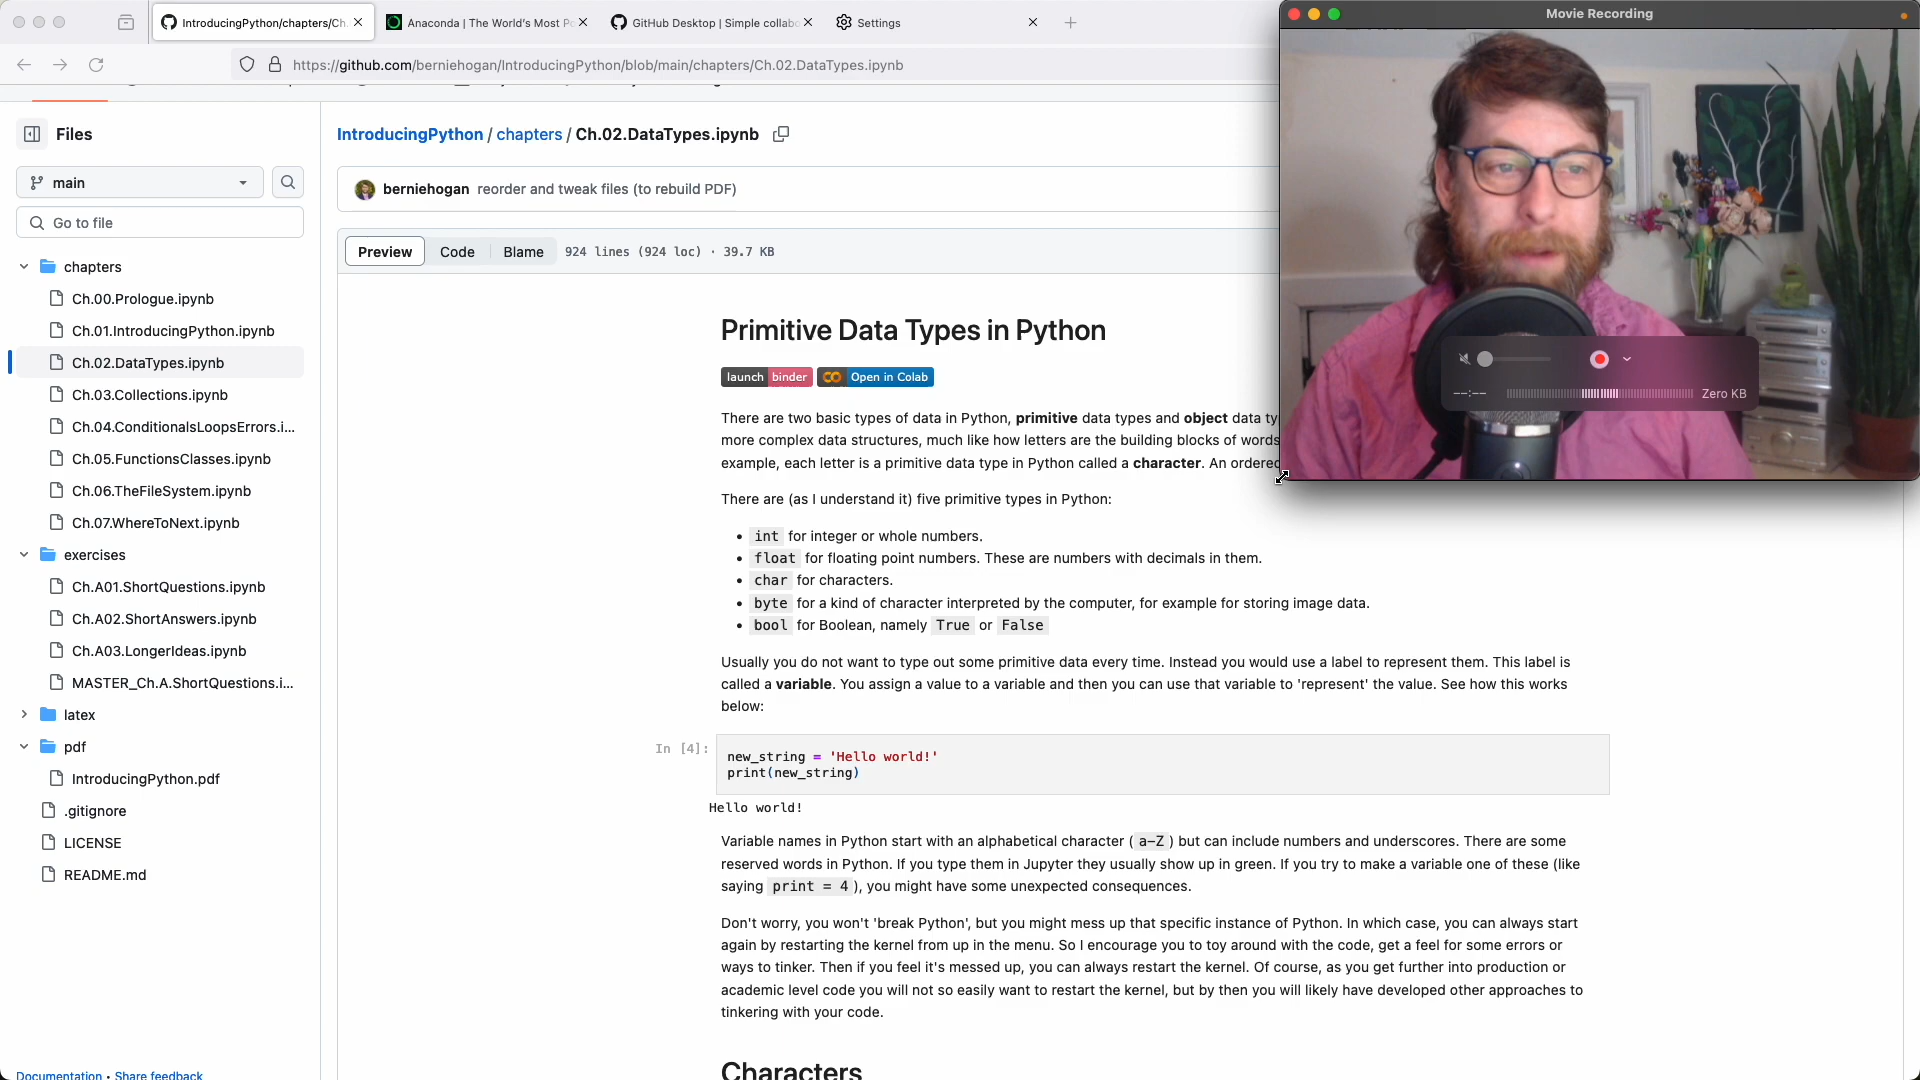 IntroducingPython/chapters/Ch.
Anaconda | The World's Most Po
GitHub Desktop | Simple collabo
Settings
Movie Recording
https://github.com/berniehogan/IntroducingPython/blob/main/chapters/Ch.02.DataTypes.ipynb
Files
IntroducingPython / chapters / Ch.02.DataTypes.ipynb
main
berniehogan reorder and tweak files (to rebuild PDF)
Go to file
Preview Code Blame 924 lines (924 loc) · 39.7 KB
chapters
Ch.00.Prologue.ipynb
Ch.01.IntroducingPython.ipynb
Ch.02.DataTypes.ipynb
Ch.03.Collections.ipynb
Ch.04.ConditionalsLoopsErrors.i...
Ch.05.FunctionsClasses.ipynb
Ch.06.TheFileSystem.ipynb
Ch.07.WhereToNext.ipynb
exercises
Ch.A01.ShortQuestions.ipynb
Ch.A02.ShortAnswers.ipynb
Ch.A03.LongerIdeas.ipynb
MASTER_Ch.A.ShortQuestions.i...
latex
pdf
IntroducingPython.pdf
.gitignore
LICENSE
README.md
Documentation • Share feedback
Primitive Data Types in Python
launch binder Open in Colab
There are two basic types of data in Python, primitive data types and object data ty
more complex data structures, much like how letters are the building blocks of words
example, each letter is a primitive data type in Python called a character. An ordered
There are (as I understand it) five primitive types in Python:
• int for integer or whole numbers.
• float for floating point numbers. These are numbers with decimals in them.
• char for characters.
• byte for a kind of character interpreted by the computer, for example for storing image data.
• bool for Boolean, namely True or False
Usually you do not want to type out some primitive data every time. Instead you would use a label to represent them. This label is
called a variable. You assign a value to a variable and then you can use that variable to 'represent' the value. See how this works
below:
In [4]:
new_string = 'Hello world!'
print(new_string)
Hello world!
Variable names in Python start with an alphabetical character ( a-Z ) but can include numbers and underscores. There are some
reserved words in Python. If you type them in Jupyter they usually show up in green. If you try to make a variable one of these (like
saying print = 4 ), you might have some unexpected consequences.
Don't worry, you won't 'break Python', but you might mess up that specific instance of Python. In which case, you can always start
again by restarting the kernel from up in the menu. So I encourage you to toy around with the code, get a feel for some errors or
ways to tinker. Then if you feel it's messed up, you can always restart the kernel. Of course, as you get further into production or
academic level code you will not so easily want to restart the kernel, but by then you will likely have developed other approaches to
tinkering with your code.
Characters
--:-- Zero KB